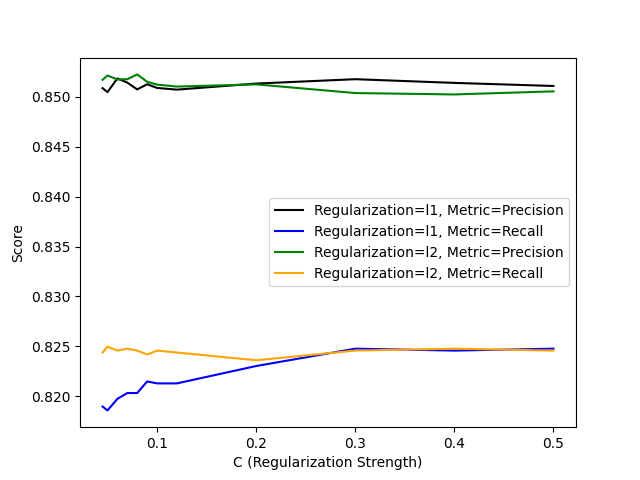 0.850
0.845
0.840
0.835
0.830
0.825
0.820
Score
Regularization=l1, Metric=Precision
Regularization=l1, Metric=Recall
Regularization=l2, Metric=Precision
Regularization=l2, Metric=Recall
0.1 0.2 0.3 0.4 0.5
C (Regularization Strength)